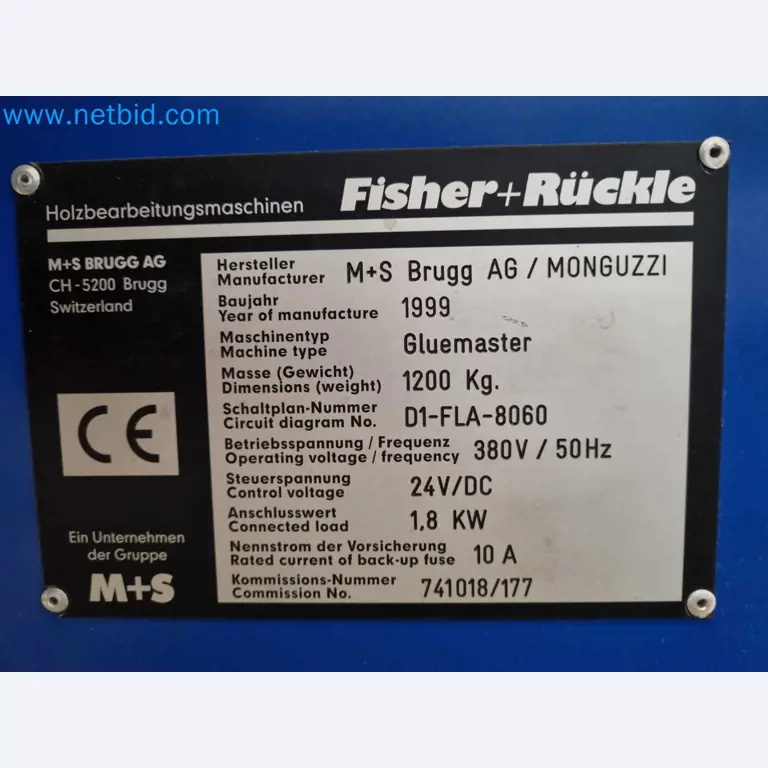 www.netbid.com
Holzbearbeitungsmaschinen Fisher+Rückle
M+S BRUGG AG
CH-5200 Brugg
Switzerland
CE
Ein Unternehmen
der Gruppe
M+S
Hersteller
Manufacturer M+S Brugg AG / MONGUZZI
Baujahr
Year of manufacture 1999
Maschinentyp
Machine type Gluemaster
Masse (Gewicht)
Dimensions (weight) 1200 Kg.
Schaltplan-Nummer
Circuit diagram No. D1-FLA-8060
Betriebsspannung / Frequenz
Operating voltage / frequency 380V / 50Hz
Steuerspannung
Control voltage 24V/DC
Anschlusswert
Connected load 1,8 KW
Nennstrom der Vorsicherung
Rated current of back-up fuse 10 A
Kommissions-Nummer
Commission No. 741018/177